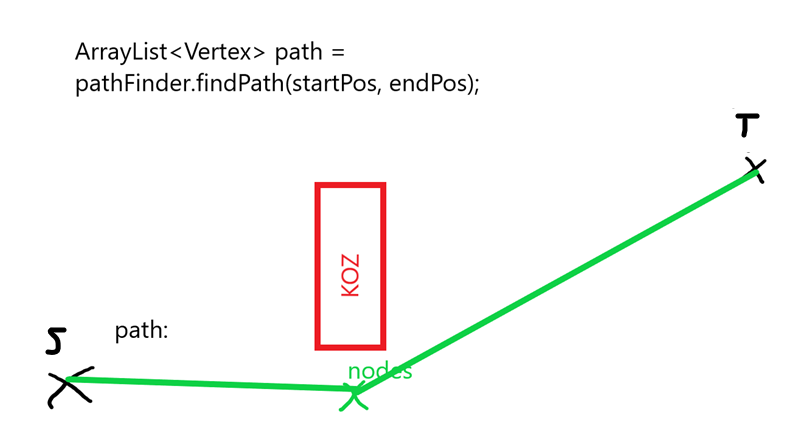 ArrayList<Vertex> path =
pathFinder.findPath(startPos, endPos);
T
KOZ
S
path:
nodes